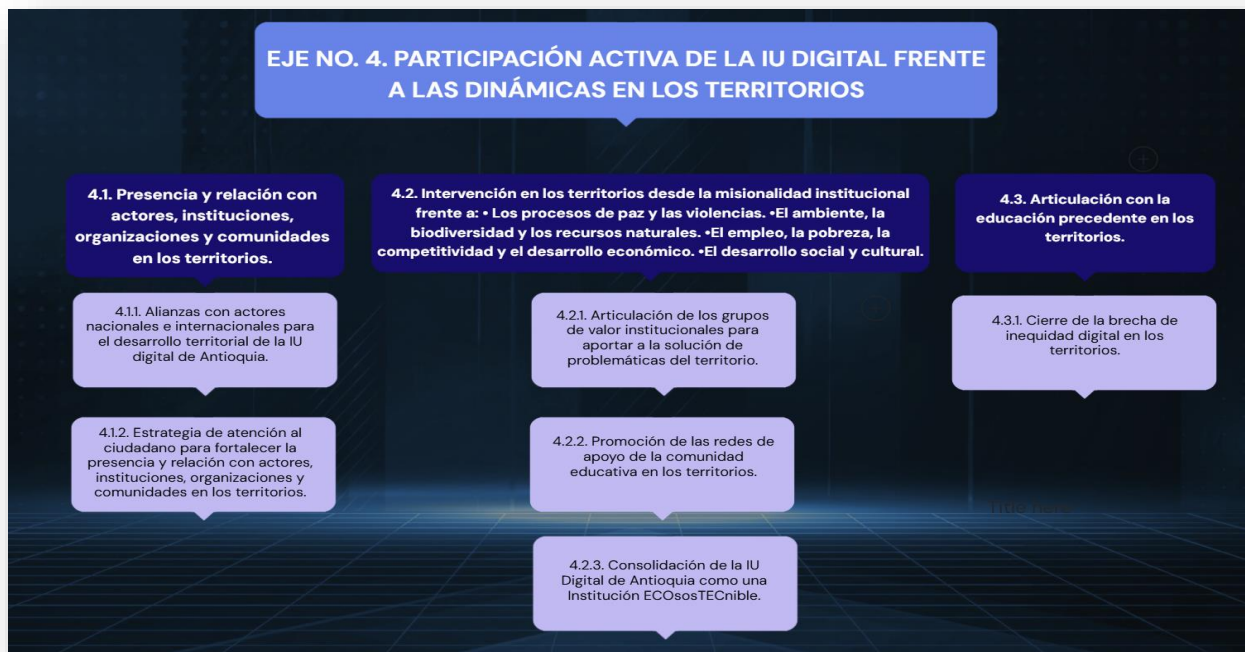 EJE NO. 4. PARTICIPACIÓN ACTIVA DE LA IU DIGITAL FRENTE
A LAS DINÁMICAS EN LOS TERRITORIOS
4.1. Presencia y relación con
actores, instituciones,
organizaciones y comunidades
en los territorios.
4.1.1. Alianzas con actores
nacionales e internacionales para
el desarrollo territorial de la IU
digital de Antioquia.
4.1.2. Estrategia de atención al
ciudadano para fortalecer la
presencia y relación con actores,
instituciones, organizaciones y
comunidades en los territorios.
4.2. Intervención en los territorios desde la misionalidad institucional
frente a: • Los procesos de paz y las violencias. •El ambiente, la
biodiversidad y los recursos naturales. •El empleo, la pobreza, la
competitividad y el desarrollo económico. •El desarrollo social y cultural.
4.2.1. Articulación de los grupos
de valor institucionales para
aportar a la solución de
problemáticas del territorio.
4.2.2. Promoción de las redes de
apoyo de la comunidad
educativa en los territorios.
4.2.3. Consolidación de la IU
Digital de Antioquia como una
Institución ECOsosTECnible.
4.3. Articulación con la
educación precedente en los
territorios.
4.3.1. Cierre de la brecha de
inequidad digital en los
territorios.
Title here